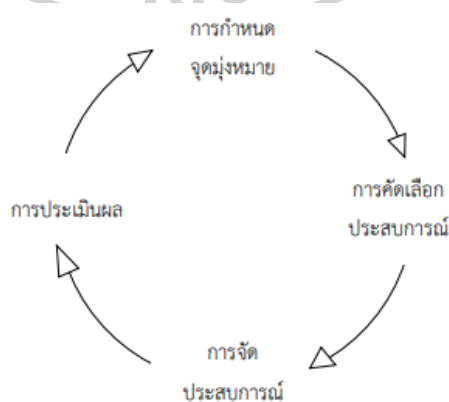 การกำหนด
จุดมุ่งหมาย
การคัดเลือก
ประสบการณ์
การประเมินผล
การจัด
ประสบการณ์